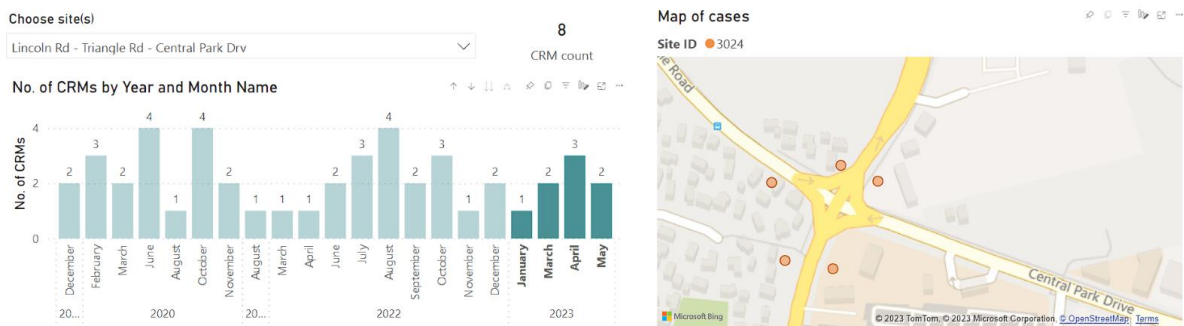 Choose site(s)
Lincoln Rd - Triangle Rd - Central Park Drv
8
CRM count
No. of CRMs by Year and Month Name
No. of CRMs
4
2
0
2
3
2
4
1
4
2
1
1
1
2
3
4
2
3
1
2
1
2
3
2
December
February
March
June
August
October
November
August
March
April
June
July
August
September
October
November
December
January
March
April
May
20...
2020
20...
2022
2023
Map of cases
Site ID 3024
Road
Central Park Drive
Microsoft Bing
© 2023 TomTom, © 2023 Microsoft Corporation, © OpenStreetMap Terms